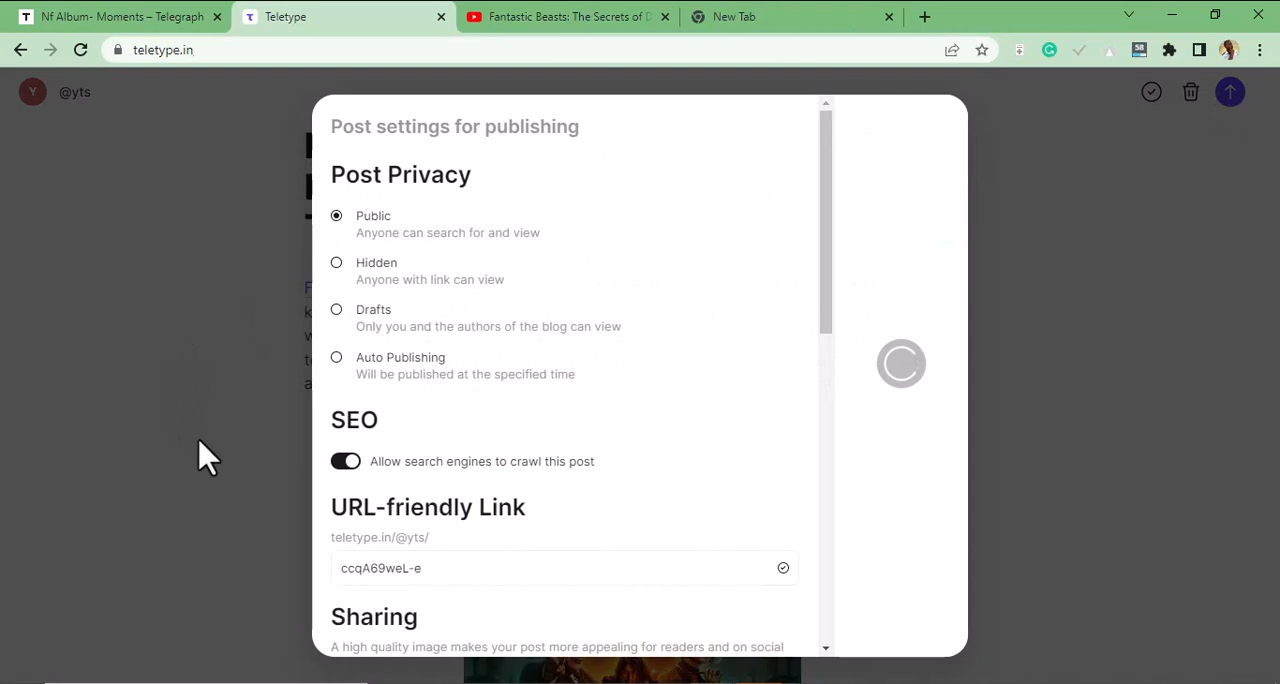 Nf Album- Moments – Telegraph
Teletype
Fantastic Beasts: The Secrets of D
New Tab
teletype.in
58
Y @yts
Post settings for publishing
Post Privacy
Public
Anyone can search for and view
Hidden
Anyone with link can view
Drafts
Only you and the authors of the blog can view
Auto Publishing
Will be published at the specified time
SEO
Allow search engines to crawl this post
URL-friendly Link
teletype.in/@yts/
ccqA69weL-e
Sharing
A high quality image makes your post more appealing for readers and on social